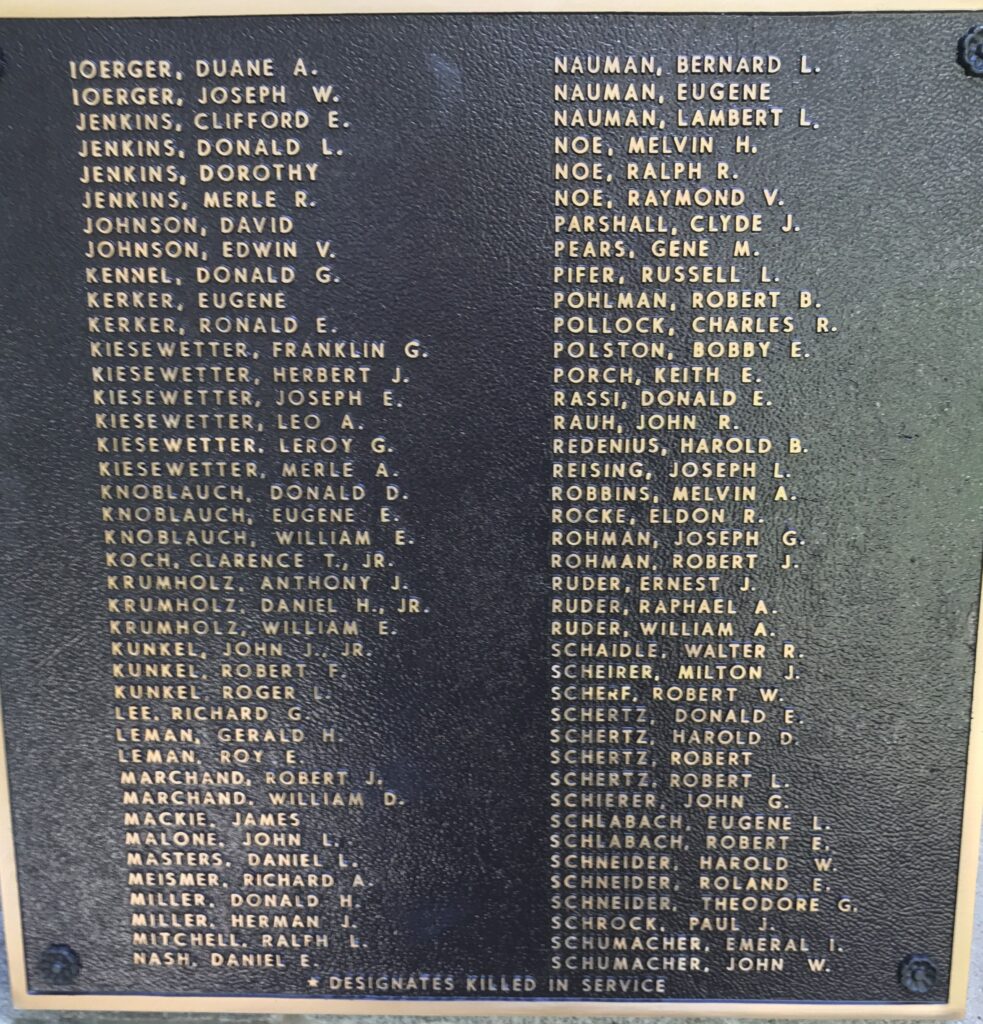 IOERGER, DUANE A.
IOERGER, JOSEPH W.
JENKINS, CLIFFORD E.
JENKINS, DONALD L.
JENKINS, DOROTHY
JENKINS, MERLE R.
JOHNSON, DAVID
JOHNSON, EDWIN V.
KENNEL, DONALD G.
KERKER, EUGENE
KERKER, RONALD E.
KIESEWETTER, FRANKLIN G.
KIESEWETTER, HERBERT J.
KIESEWETTER, JOSEPH E.
KIESEWETTER, LEO A.
KIESEWETTER, LEROY G.
KIESEWETTER, MERLE A.
KNOBLAUCH, DONALD D.
KNOBLAUCH, EUGENE E.
KNOBLAUCH, WILLIAM E.
KOCH, CLARENCE T., JR.
KRUMHOLZ, ANTHONY J.
KRUMHOLZ, DANIEL H., JR.
KRUMHOLZ, WILLIAM E.
KUNKEL, JOHN J., JR.
KUNKEL, ROBERT F.
KUNKEL, ROGER L.
LEE, RICHARD G.
LEMAN, GERALD H.
LEMAN, ROY E.
MARCHAND, ROBERT J.
MARCHAND, WILLIAM D.
MACKIE, JAMES
MALONE, JOHN L.
MASTERS, DANIEL L.
MEISMER, RICHARD A.
MILLER, DONALD H.
MILLER, HERMAN J.
MITCHELL, RALPH L.
NASH, DANIEL E.
NAUMAN, BERNARD L.
NAUMAN, EUGENE
NAUMAN, LAMBERT L.
NOE, MELVIN H.
NOE, RALPH R.
NOE, RAYMOND V.
PARSHALL, CLYDE J.
PEARS, GENE M.
PIFER, RUSSELL L.
POHLMAN, ROBERT B.
POLLOCK, CHARLES R.
POLSTON, BOBBY E.
PORCH, KEITH E.
RASSI, DONALD E.
RAUH, JOHN R.
REDENIUS, HAROLD B.
REISING, JOSEPH L.
ROBBINS, MELVIN A.
ROCKE, ELDON R.
ROHMAN, JOSEPH G.
ROHMAN, ROBERT J.
RUDER, ERNEST J.
RUDER, RAPHAEL A.
RUDER, WILLIAM A.
SCHAIDLE, WALTER R.
SCHEIRER, MILTON J.
SCHERF, ROBERT W.
SCHERTZ, DONALD E.
SCHERTZ, HAROLD D.
SCHERTZ, ROBERT
SCHERTZ, ROBERT L.
SCHIERER, JOHN G.
SCHLABACH, EUGENE L.
SCHLABACH, ROBERT E.
SCHNEIDER, HAROLD W.
SCHNEIDER, ROLAND E.
SCHNEIDER, THEODORE G.
SCHROCK, PAUL J.
SCHUMACHER, EMERAL I.
SCHUMACHER, JOHN W.
★ DESIGNATES KILLED IN SERVICE